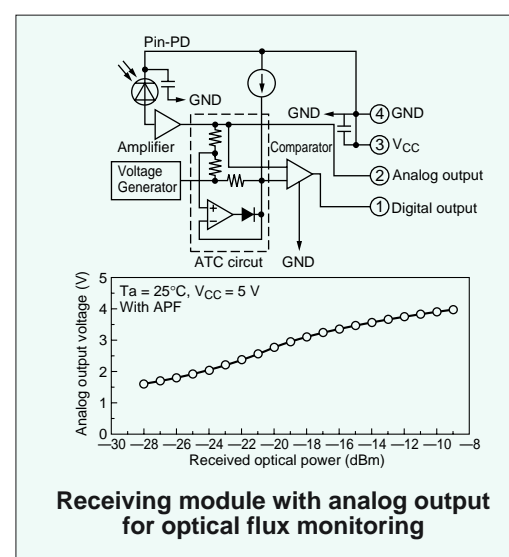 Pin-PD
GND
Amplifier
Voltage
Generator
+
−
ATC circut
Comparator
GND
GND
④ GND
③ VCC
② Analog output
① Digital output
Analog output voltage (V)
5
4
3
2
1
0
Ta = 25°C, VCC = 5 V
With APF
—30 —28 —26 —24 —22 —20 —18 —16 —14 —12 —10 —8
Received optical power (dBm)
Receiving module with analog output
for optical flux monitoring